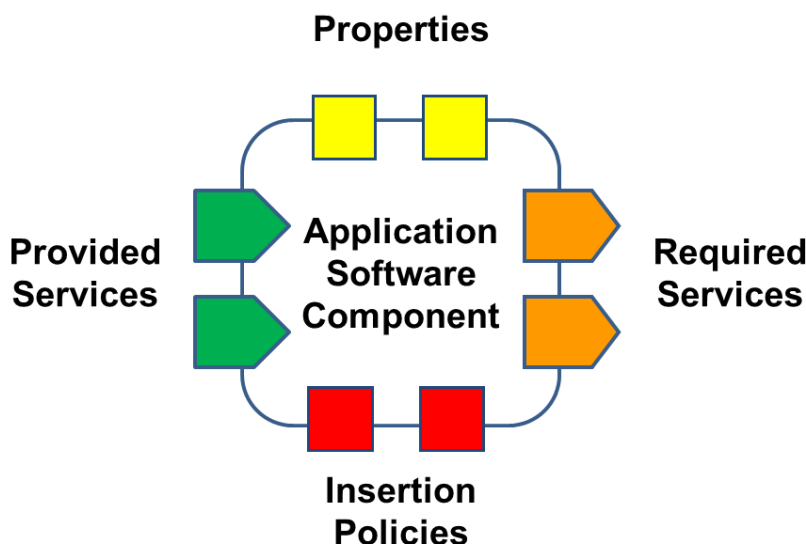 Properties
Provided
Services
Application
Software
Component
Required
Services
Insertion
Policies